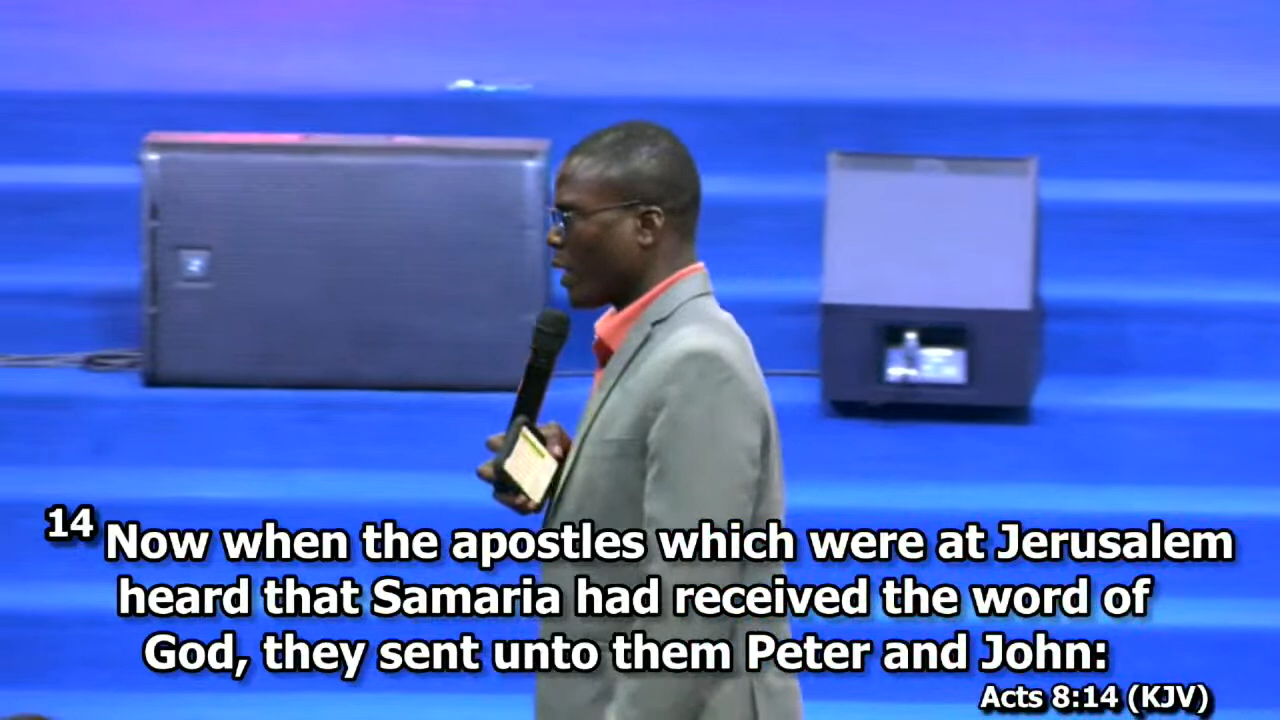 14 Now when the apostles which were at Jerusalem
heard that Samaria had received the word of
God, they sent unto them Peter and John:
Acts 8:14 (KJV)